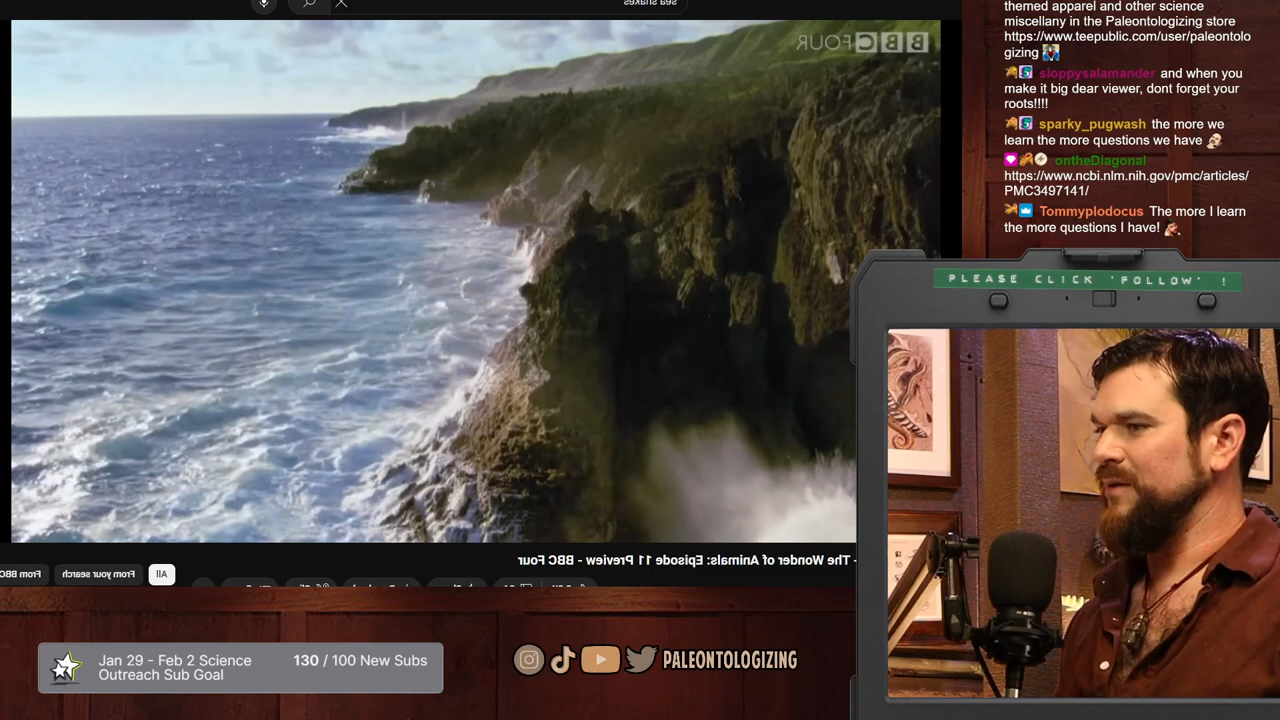 sea snakes
BBC FOUR
- The Wonder of Animals: Episode 11 Preview - BBC Four
All
From your search
From BBC
themed apparel and other science
miscellany in the Paleontologizing store
https://www.teepublic.com/user/paleontolo
gizing
sloppysalamander and when you
make it big dear viewer, dont forget your
roots!!!!
sparky_pugwash the more we
learn the more questions we have
ontheDiagonal
https://www.ncbi.nlm.nih.gov/pmc/articles/
PMC3497141/
Tommyplodocus The more I learn
the more questions I have!
PLEASE CLICK 'FOLLOW' !
Jan 29 - Feb 2 Science
Outreach Sub Goal
130 / 100 New Subs
PALEONTOLOGIZING